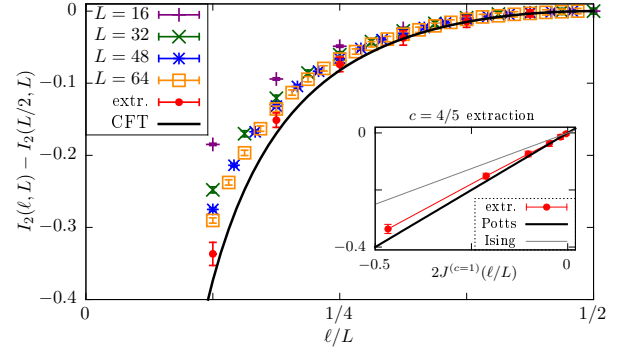 0
−0.1
−0.2
−0.3
−0.4
I₂(ℓ, L) − I₂(L/2, L)
L = 16
L = 32
L = 48
L = 64
extr.
CFT
c = 4/5 extraction
0
−0.4
extr.
Potts
Ising
−0.5
0
2J⁽ᶜ⁼¹⁾(ℓ/L)
0
1/4
1/2
ℓ/L